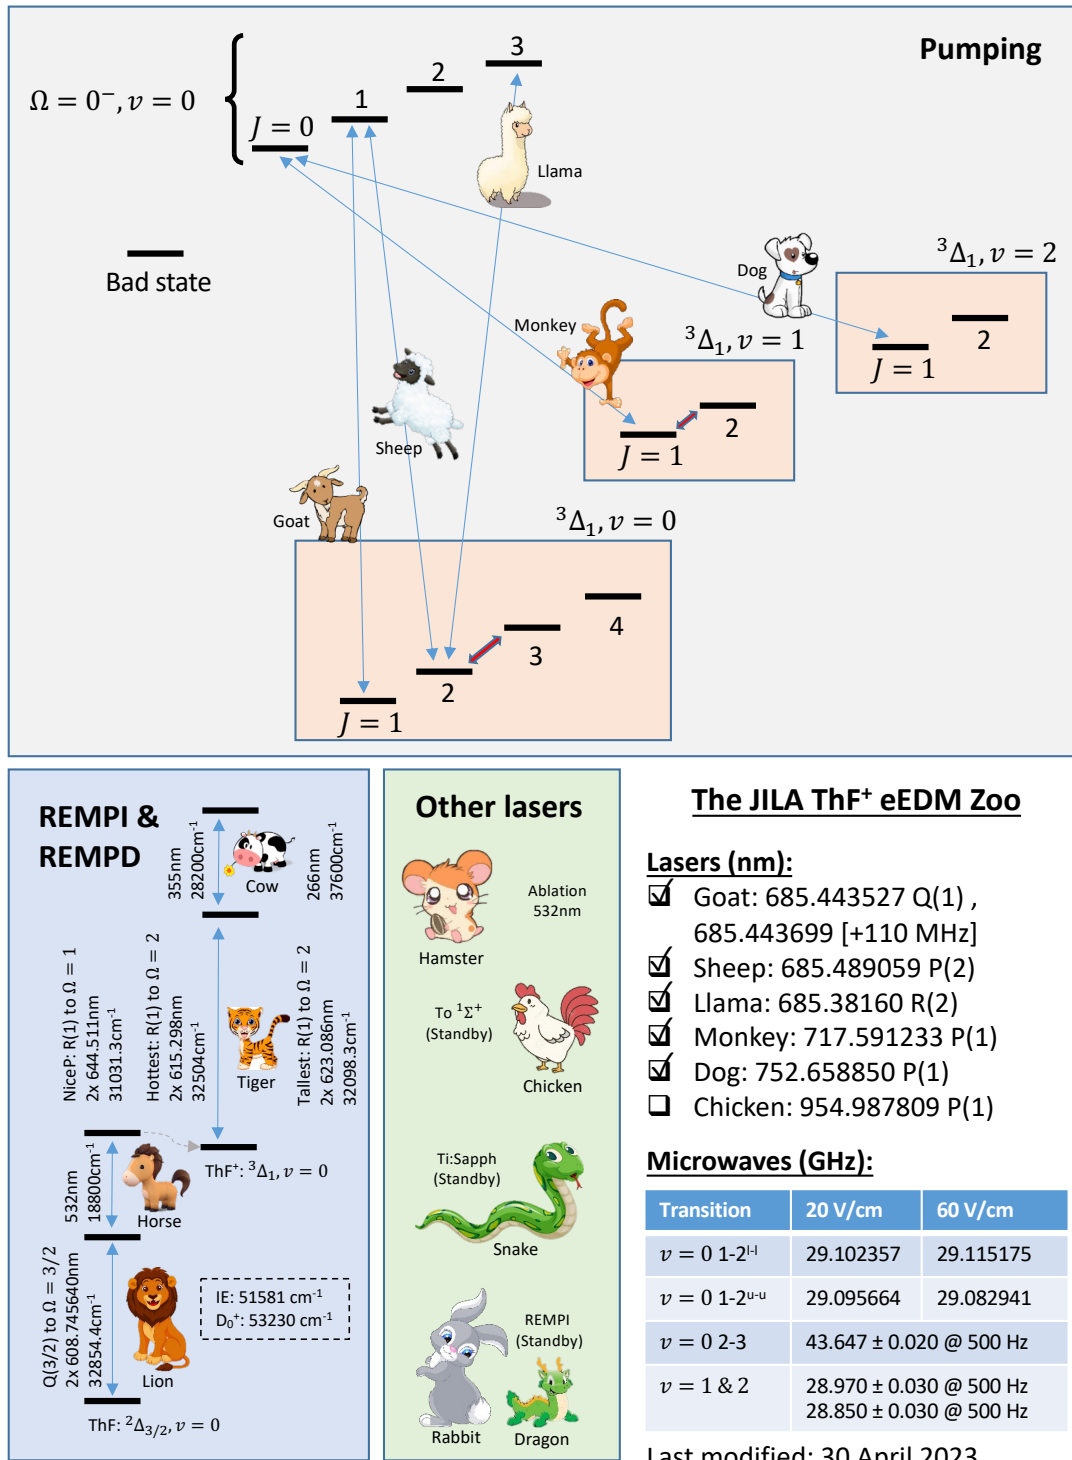 Pumping
Ω = 0⁻, v = 0
J = 0
1
2
3
Llama
Bad state
Dog
³Δ₁, v = 2
J = 1
2
Monkey
³Δ₁, v = 1
J = 1
2
Sheep
Goat
³Δ₁, v = 0
J = 1
2
3
4
REMPI &
REMPD
355nm
28200cm⁻¹
Cow
266nm
37600cm⁻¹
NiceP: R(1) to Ω = 1
2x 644.511nm
31031.3cm⁻¹
Hottest: R(1) to Ω = 2
2x 615.298nm
32504cm⁻¹
Tiger
Tallest: R(1) to Ω = 2
2x 623.086nm
32098.3cm⁻¹
ThF⁺: ³Δ₁, v = 0
532nm
18800cm⁻¹
Horse
Q(3/2) to Ω = 3/2
2x 608.745640nm
32854.4cm⁻¹
Lion
IE: 51581 cm⁻¹
D₀⁺: 53230 cm⁻¹
ThF: ²Δ₃/₂, v = 0
Other lasers
Hamster
Ablation
532nm
To ¹Σ⁺
(Standby)
Chicken
Ti:Sapph
(Standby)
Snake
REMPI
(Standby)
Rabbit
Dragon
The JILA ThF⁺ eEDM Zoo
Lasers (nm):
☑ Goat: 685.443527 Q(1) ,
685.443699 [+110 MHz]
☑ Sheep: 685.489059 P(2)
☑ Llama: 685.38160 R(2)
☑ Monkey: 717.591233 P(1)
☑ Dog: 752.658850 P(1)
☐ Chicken: 954.987809 P(1)
Microwaves (GHz):
Transition 20 V/cm 60 V/cm
v = 0 1-2ˡ⁻ˡ 29.102357 29.115175
v = 0 1-2ᵘ⁻ᵘ 29.095664 29.082941
v = 0 2-3 43.647 ± 0.020 @ 500 Hz
v = 1 & 2 28.970 ± 0.030 @ 500 Hz
28.850 ± 0.030 @ 500 Hz
Last modified: 30 April 2023